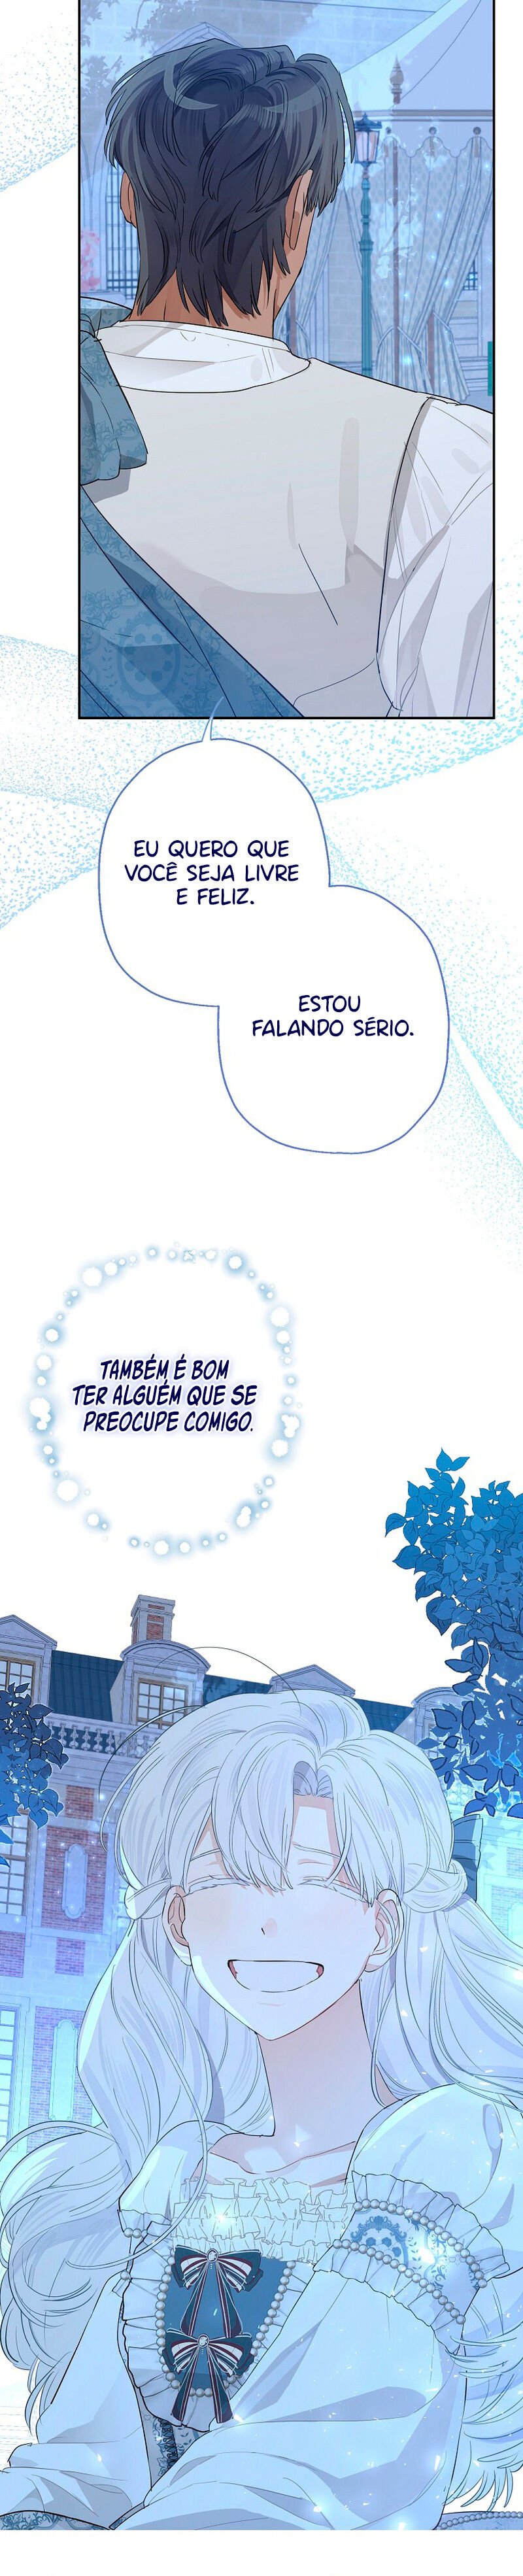 EU QUERO QUE
VOCÊ SEJA LIVRE
E FELIZ.
ESTOU
FALANDO SÉRIO.
TAMBÉM É BOM
TER ALGUÉM QUE SE
PREOCUPE COMIGO.